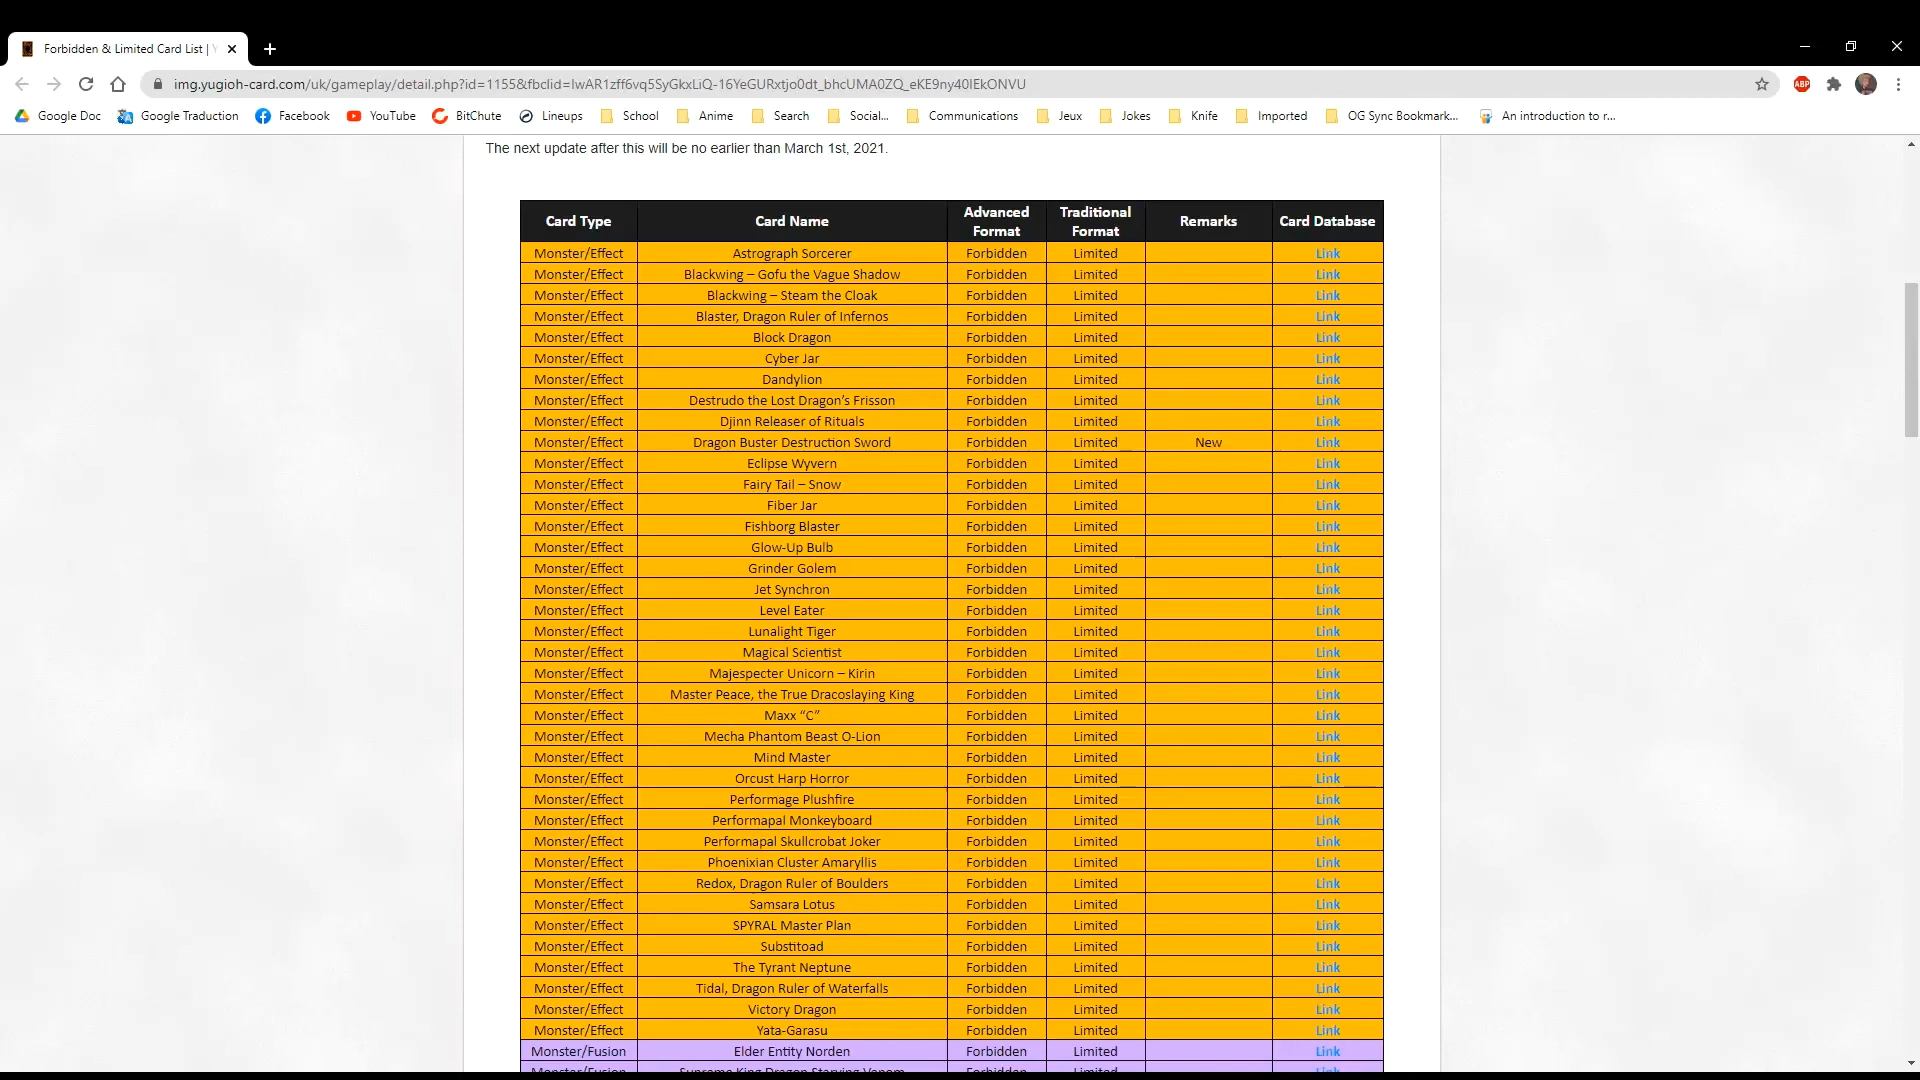 Forbidden & Limited Card List | Y
img.yugioh-card.com/uk/gameplay/detail.php?id=1155&fbclid=IwAR1zff6vq5SyGkxLiQ-16YeGURxtjo0dt_bhcUMA0ZQ_eKE9ny40IEkONVU
ABP
Google Doc Google Traduction Facebook YouTube BitChute Lineups School Anime Search Social... Communications Jeux Jokes Knife Imported OG Sync Bookmark... An introduction to r...
The next update after this will be no earlier than March 1st, 2021.
Card Type Card Name Advanced Format Traditional Format Remarks Card Database
Monster/Effect Astrograph Sorcerer Forbidden Limited Link
Monster/Effect Blackwing – Gofu the Vague Shadow Forbidden Limited Link
Monster/Effect Blackwing – Steam the Cloak Forbidden Limited Link
Monster/Effect Blaster, Dragon Ruler of Infernos Forbidden Limited Link
Monster/Effect Block Dragon Forbidden Limited Link
Monster/Effect Cyber Jar Forbidden Limited Link
Monster/Effect Dandylion Forbidden Limited Link
Monster/Effect Destrudo the Lost Dragon’s Frisson Forbidden Limited Link
Monster/Effect Djinn Releaser of Rituals Forbidden Limited Link
Monster/Effect Dragon Buster Destruction Sword Forbidden Limited New Link
Monster/Effect Eclipse Wyvern Forbidden Limited Link
Monster/Effect Fairy Tail – Snow Forbidden Limited Link
Monster/Effect Fiber Jar Forbidden Limited Link
Monster/Effect Fishborg Blaster Forbidden Limited Link
Monster/Effect Glow-Up Bulb Forbidden Limited Link
Monster/Effect Grinder Golem Forbidden Limited Link
Monster/Effect Jet Synchron Forbidden Limited Link
Monster/Effect Level Eater Forbidden Limited Link
Monster/Effect Lunalight Tiger Forbidden Limited Link
Monster/Effect Magical Scientist Forbidden Limited Link
Monster/Effect Majespecter Unicorn – Kirin Forbidden Limited Link
Monster/Effect Master Peace, the True Dracoslaying King Forbidden Limited Link
Monster/Effect Maxx “C” Forbidden Limited Link
Monster/Effect Mecha Phantom Beast O-Lion Forbidden Limited Link
Monster/Effect Mind Master Forbidden Limited Link
Monster/Effect Orcust Harp Horror Forbidden Limited Link
Monster/Effect Performage Plushfire Forbidden Limited Link
Monster/Effect Performapal Monkeyboard Forbidden Limited Link
Monster/Effect Performapal Skullcrobat Joker Forbidden Limited Link
Monster/Effect Phoenixian Cluster Amaryllis Forbidden Limited Link
Monster/Effect Redox, Dragon Ruler of Boulders Forbidden Limited Link
Monster/Effect Samsara Lotus Forbidden Limited Link
Monster/Effect SPYRAL Master Plan Forbidden Limited Link
Monster/Effect Substitoad Forbidden Limited Link
Monster/Effect The Tyrant Neptune Forbidden Limited Link
Monster/Effect Tidal, Dragon Ruler of Waterfalls Forbidden Limited Link
Monster/Effect Victory Dragon Forbidden Limited Link
Monster/Effect Yata-Garasu Forbidden Limited Link
Monster/Fusion Elder Entity Norden Forbidden Limited Link
Monster/Fusion Supreme King Dragon Starving Venom Forbidden Limited Link